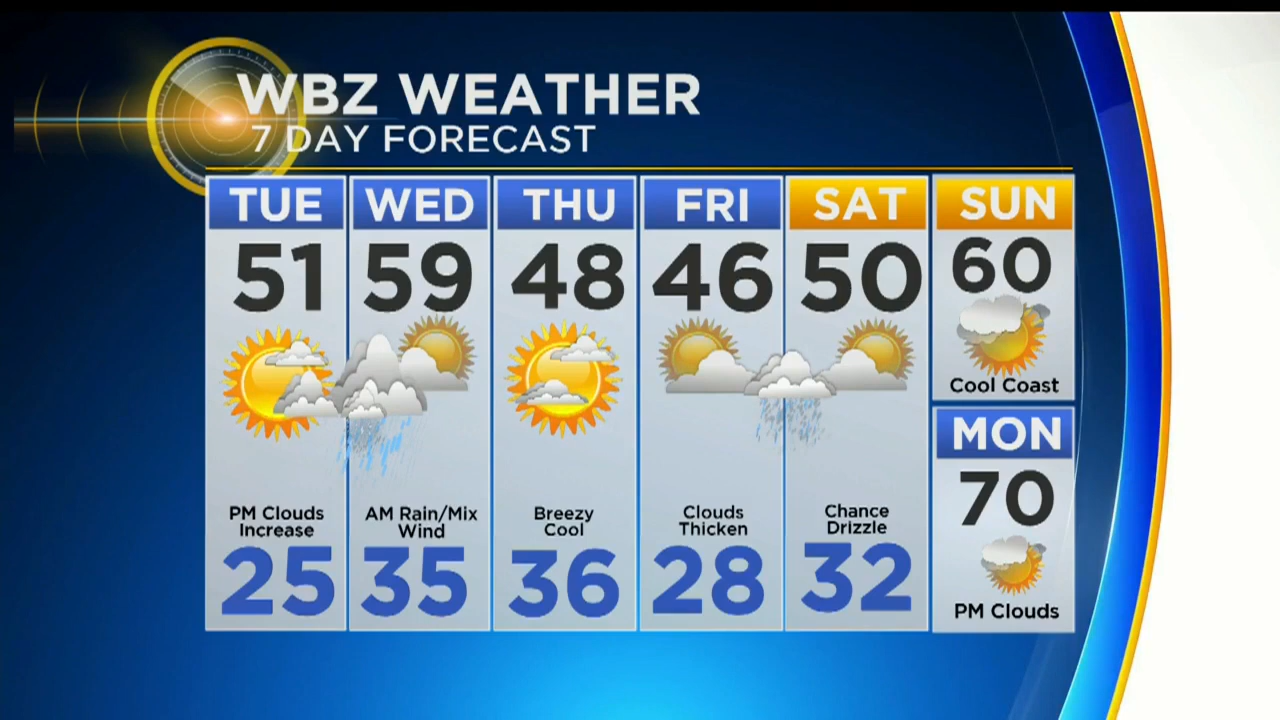 WBZ WEATHER
7 DAY FORECAST
TUE
51
PM Clouds
Increase
25
WED
59
AM Rain/Mix
Wind
35
THU
48
Breezy
Cool
36
FRI
46
Clouds
Thicken
28
SAT
50
Chance
Drizzle
32
SUN
60
Cool Coast
MON
70
PM Clouds